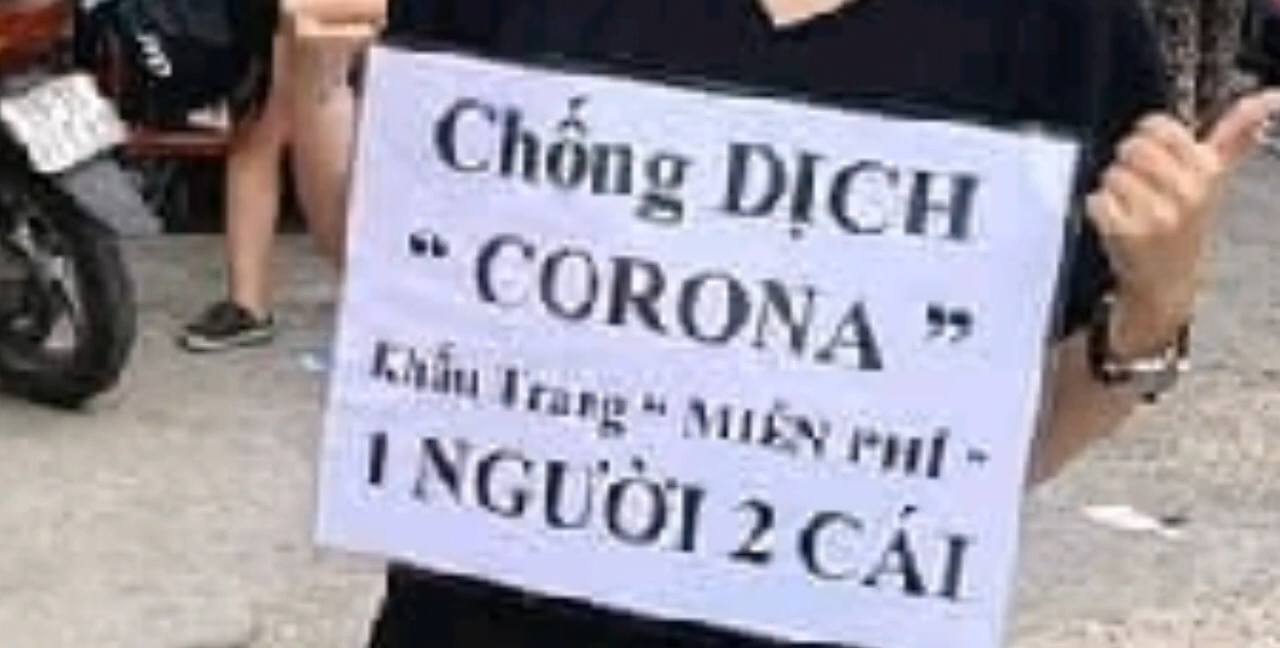 Chống DỊCH
“ CORONA ”
Khẩu Trang “ MIỄN PHÍ ”
1 NGƯỜI 2 CÁI